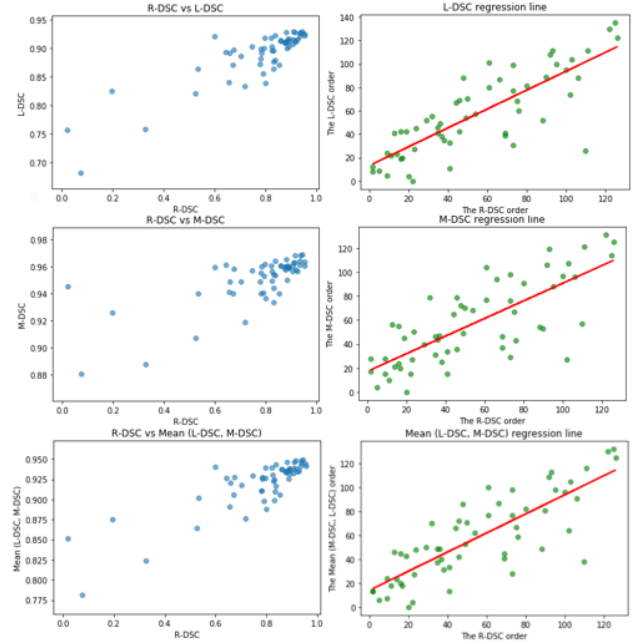 R-DSC vs L-DSC
L-DSC
0.95
0.90
0.85
0.80
0.75
0.70
0.0 0.2 0.4 0.6 0.8 1.0
R-DSC
L-DSC regression line
The L-DSC order
140
120
100
80
60
40
20
0
0 20 40 60 80 100 120
The R-DSC order
R-DSC vs M-DSC
M-DSC
0.98
0.96
0.94
0.92
0.90
0.88
0.0 0.2 0.4 0.6 0.8 1.0
R-DSC
M-DSC regression line
The M-DSC order
120
100
80
60
40
20
0
0 20 40 60 80 100 120
The R-DSC order
R-DSC vs Mean (L-DSC, M-DSC)
Mean (L-DSC, M-DSC)
0.950
0.925
0.900
0.875
0.850
0.825
0.800
0.775
0.0 0.2 0.4 0.6 0.8 1.0
R-DSC
Mean (L-DSC, M-DSC) regression line
The Mean (M-DSC, L-DSC) order
120
100
80
60
40
20
0
0 20 40 60 80 100 120
The R-DSC order